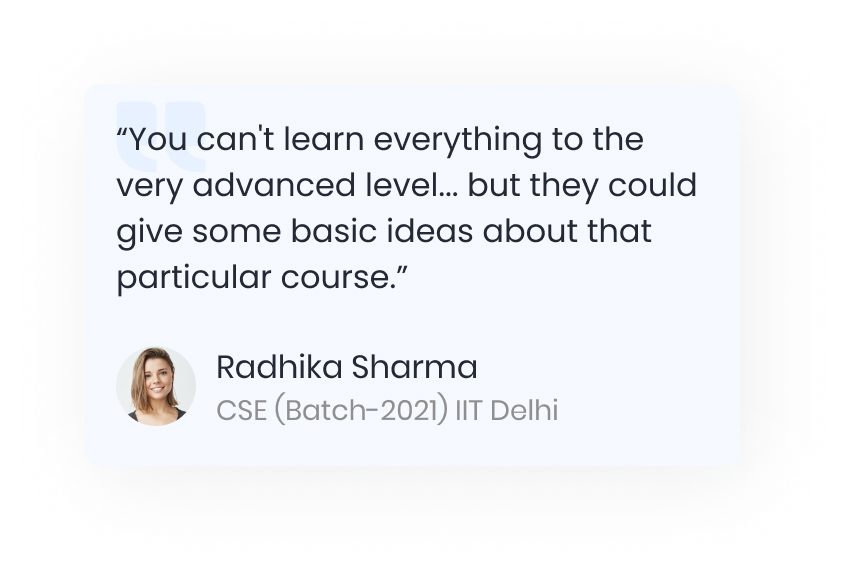 “You can't learn everything to the
very advanced level... but they could
give some basic ideas about that
particular course.”
Radhika Sharma
CSE (Batch-2021) IIT Delhi